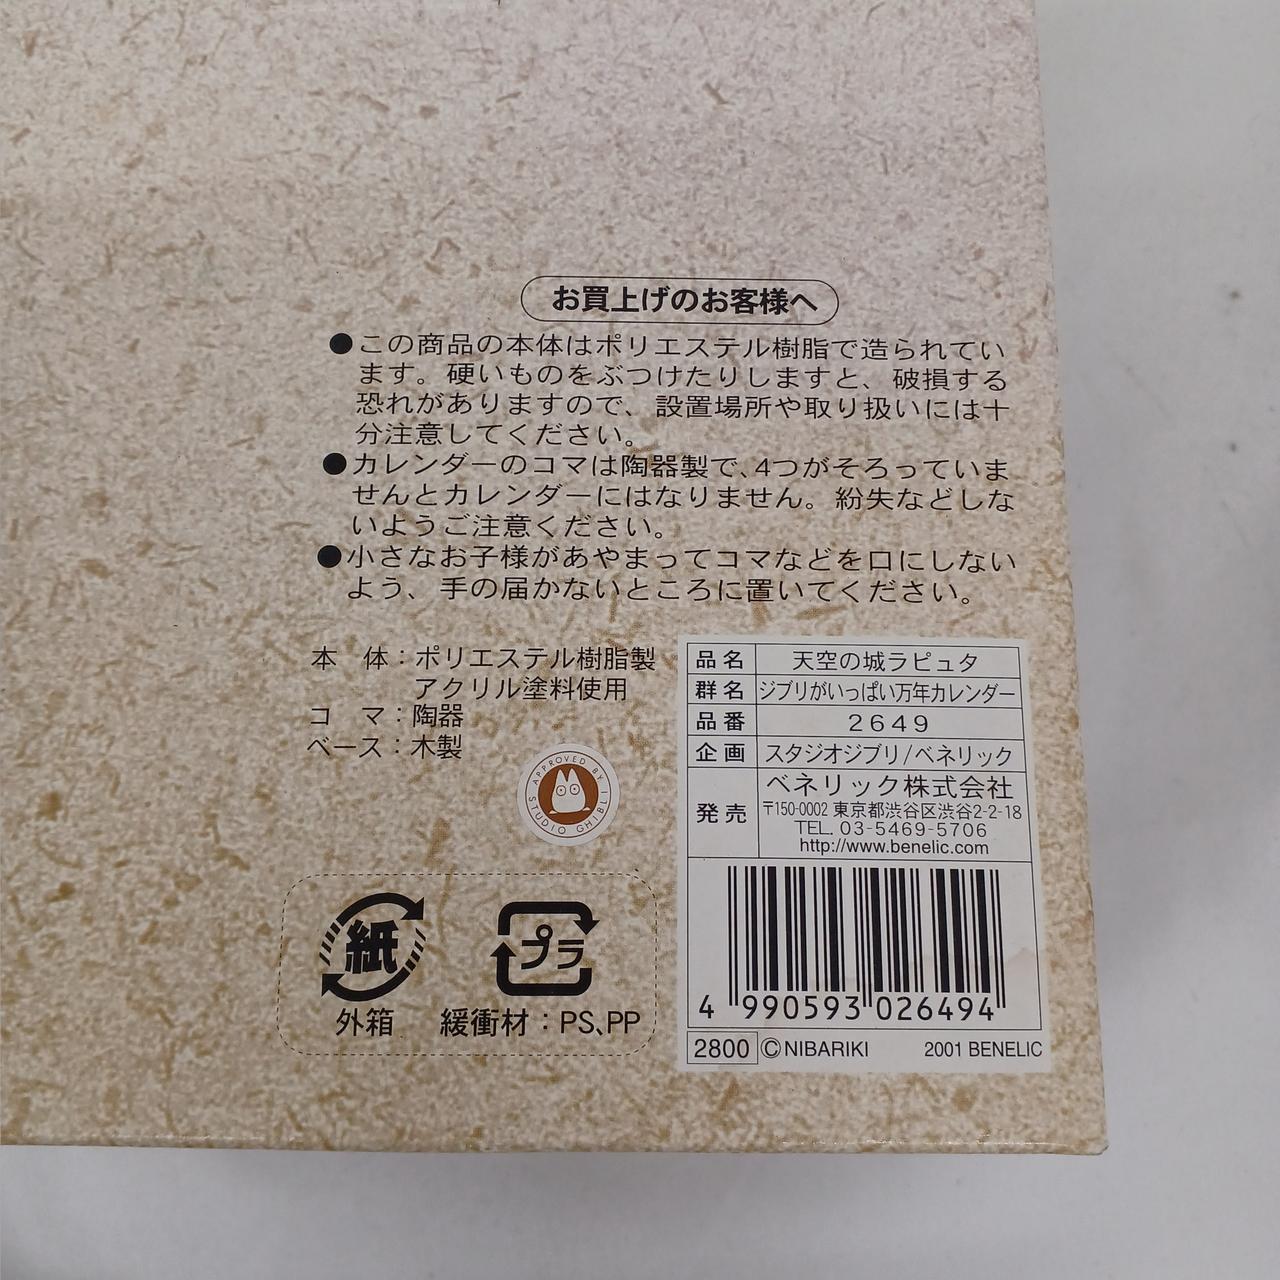 お買上げのお客様へ
●この商品の本体はポリエステル樹脂で造られてい
ます。硬いものをぶつけたりしますと、破損する
恐れがありますので、設置場所や取り扱いには十
分注意してください。
●カレンダーのコマは陶器製で、4つがそろっていま
せんとカレンダーにはなりません。紛失などしな
いようご注意ください。
●小さなお子様があやまってコマなどを口にしない
よう、手の届かないところに置いてください。
本　体：ポリエステル樹脂製
アクリル塗料使用
コ　マ：陶器
ベース：木製
APPROVED BY
STUDIO GHIBLI
紙
外箱
プラ
緩衝材：PS、PP
品名 天空の城ラピュタ
群名 ジブリがいっぱい万年カレンダー
品番 2649
企画 スタジオジブリ/ベネリック
発売 ベネリック株式会社
〒150-0002 東京都渋谷区渋谷2-2-18
TEL. 03-5469-5706
http://www.benelic.com
4 990593 026494
2800 ©NIBARIKI 2001 BENELIC